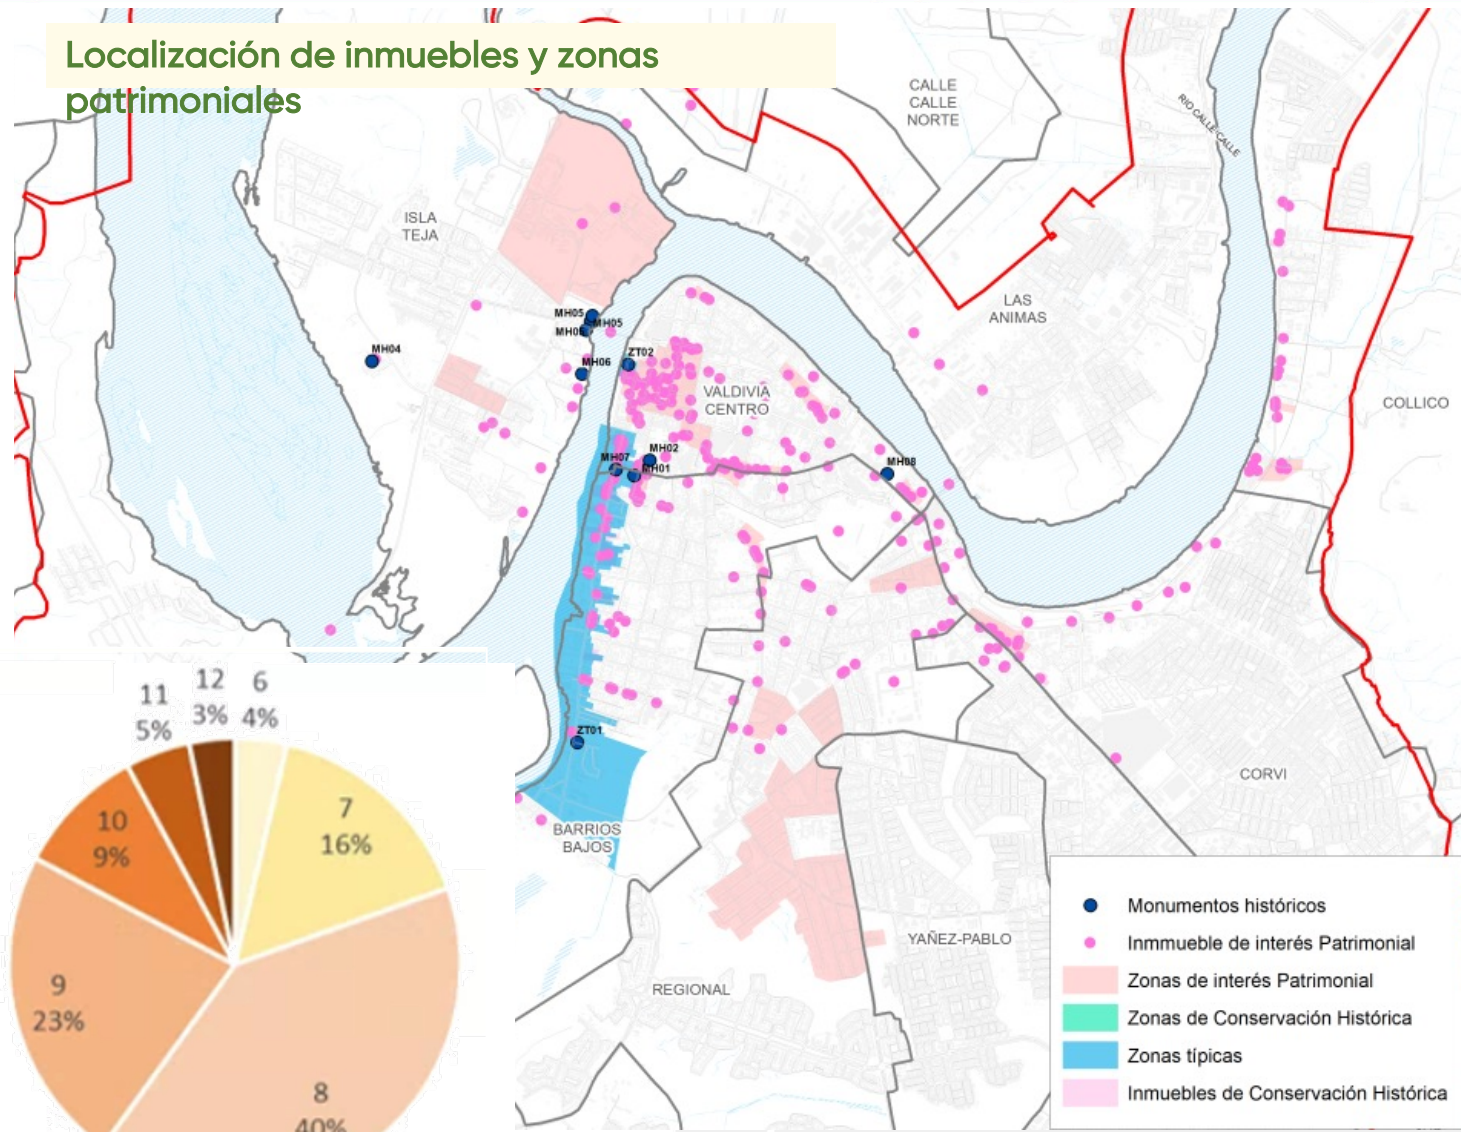 Localización de inmuebles y zonas
patrimoniales
CALLE
CALLE
NORTE
RIO CALLE-CALLE
ISLA
TEJA
LAS
ANIMAS
MH05
MH05
MH04
MH06
ZT02
VALDIVIA
CENTRO
COLLICO
MH02
MH07
MH01
MH08
ZT01
BARRIOS
BAJOS
CORVI
YAÑEZ-PABLO
REGIONAL
12
3%
6
4%
11
5%
7
16%
10
9%
9
23%
8
40%
Monumentos históricos
Inmmueble de interés Patrimonial
Zonas de interés Patrimonial
Zonas de Conservación Histórica
Zonas típicas
Inmuebles de Conservación Histórica